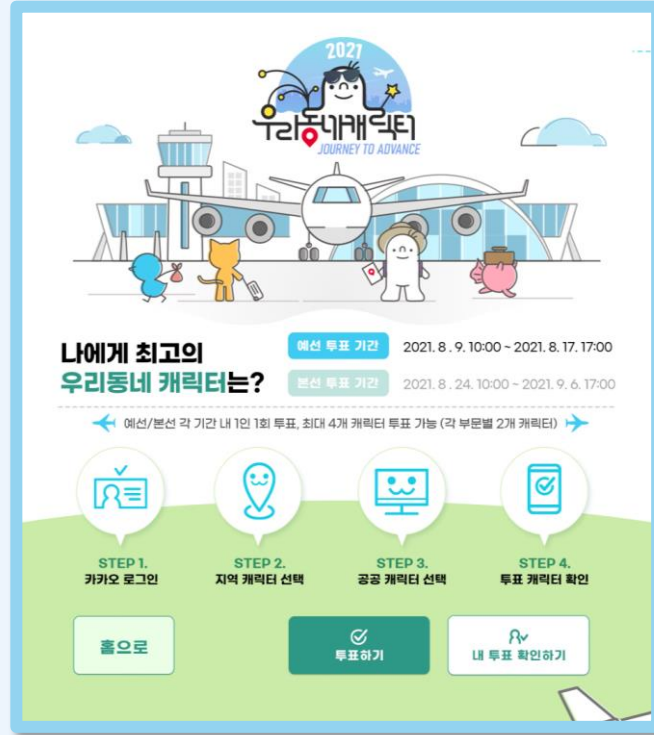 2021
우리동네캐릭터
JOURNEY TO ADVANCE
나에게 최고의
우리동네 캐릭터는?
예선 투표 기간 2021. 8 . 9. 10:00 ~ 2021. 8. 17. 17:00
본선 투표 기간 2021. 8 . 24. 10:00 ~ 2021. 9. 6. 17:00
예선/본선 각 기간 내 1인 1회 투표, 최대 4개 캐릭터 투표 가능 (각 부문별 2개 캐릭터)
STEP 1.
카카오 로그인
STEP 2.
지역 캐릭터 선택
STEP 3.
공공 캐릭터 선택
STEP 4.
투표 캐릭터 확인
홈으로
투표하기
내 투표 확인하기